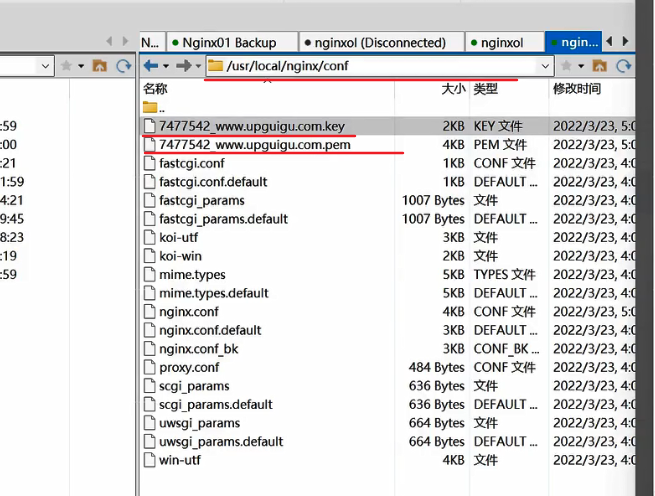 N... Nginx01 Backup nginxol (Disconnected) nginxol ngin...
/usr/local/nginx/conf
名称 大小 类型 修改时间
..
:59 7477542_www.upguigu.com.key 2KB KEY 文件 2022/3/23, 5:0
:00 7477542_www.upguigu.com.pem 4KB PEM 文件 2022/3/23, 5:0
:21 fastcgi.conf 1KB CONF 文件 2022/3/23, 4:0
1:59 fastcgi.conf.default 1KB DEFAULT ... 2022/3/23, 4:0
4:21 fastcgi_params 1007 Bytes 文件 2022/3/23, 4:0
9:45 fastcgi_params.default 1007 Bytes DEFAULT ... 2022/3/23, 4:0
8:23 koi-utf 3KB 文件 2022/3/23, 4:0
:19 koi-win 2KB 文件 2022/3/23, 4:0
:59 mime.types 5KB TYPES 文件 2022/3/23, 4:0
mime.types.default 5KB DEFAULT ... 2022/3/23, 4:0
nginx.conf 4KB CONF 文件 2022/3/23, 5:0
nginx.conf.default 3KB DEFAULT ... 2022/3/23, 4:0
nginx.conf_bk 3KB CONF_BK ... 2022/3/23, 4:0
proxy.conf 484 Bytes CONF 文件 2022/3/23, 4:0
scgi_params 636 Bytes 文件 2022/3/23, 4:0
scgi_params.default 636 Bytes DEFAULT ... 2022/3/23, 4:0
uwsgi_params 664 Bytes 文件 2022/3/23, 4:0
uwsgi_params.default 664 Bytes DEFAULT ... 2022/3/23, 4:0
win-utf 4KB 文件 2022/3/23, 4:0